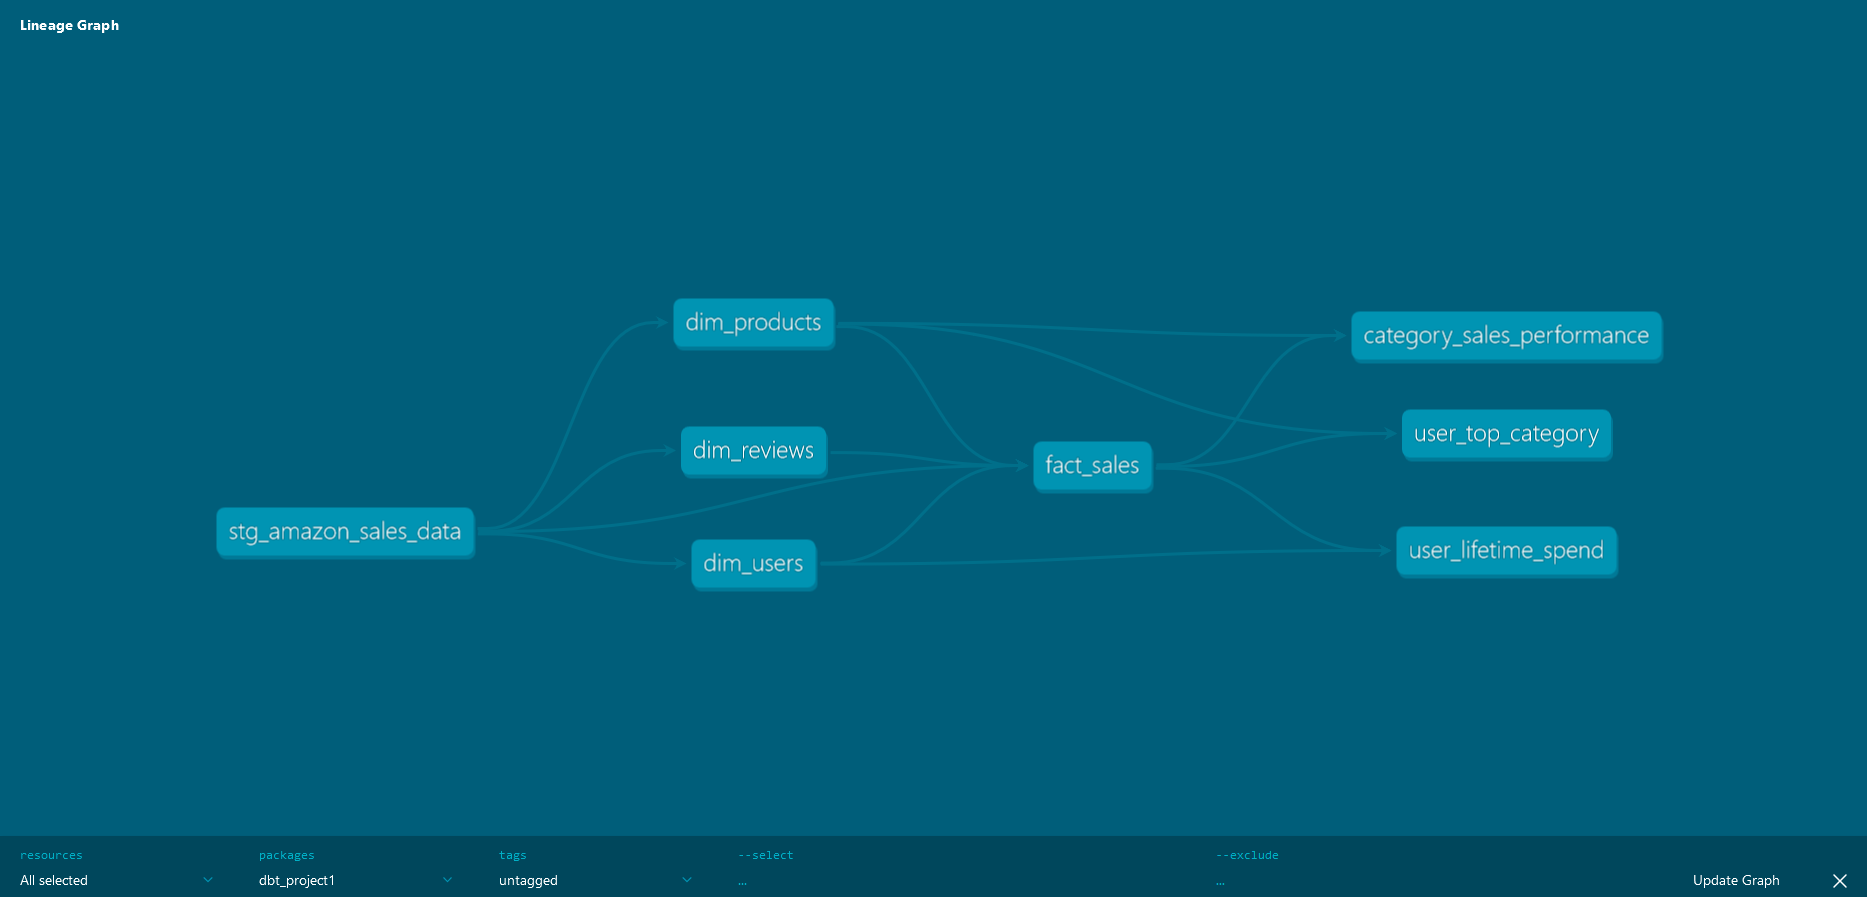 Lineage Graph
dim_products
category_sales_performance
user_top_category
dim_reviews
fact_sales
stg_amazon_sales_data
user_lifetime_spend
dim_users
resources
packages
tags
--select
--exclude
All selected
dbt_project1
untagged
...
...
Update Graph